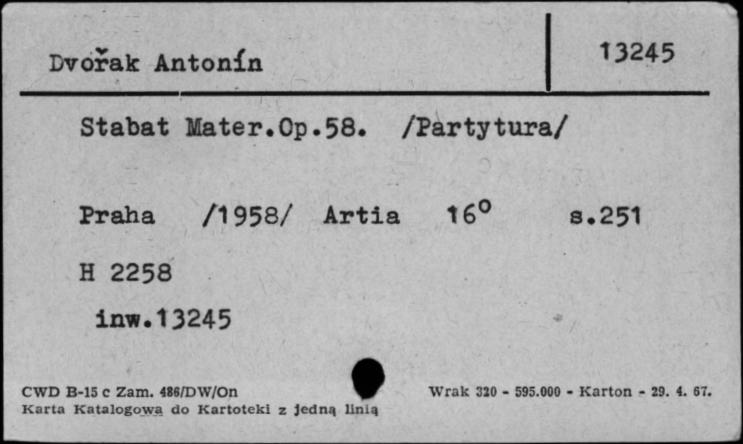 Dvořak Antonín 13245
Stabat Mater.Op.58. /Partytura/
Praha /1958/ Artia 16° s.251
H 2258
inw.13245
CWD B-15 c Zam. 486/DW/On Wrak 320 - 595.000 - Karton - 29. 4. 67.
Karta Katalogowa do Kartoteki z jedną linią